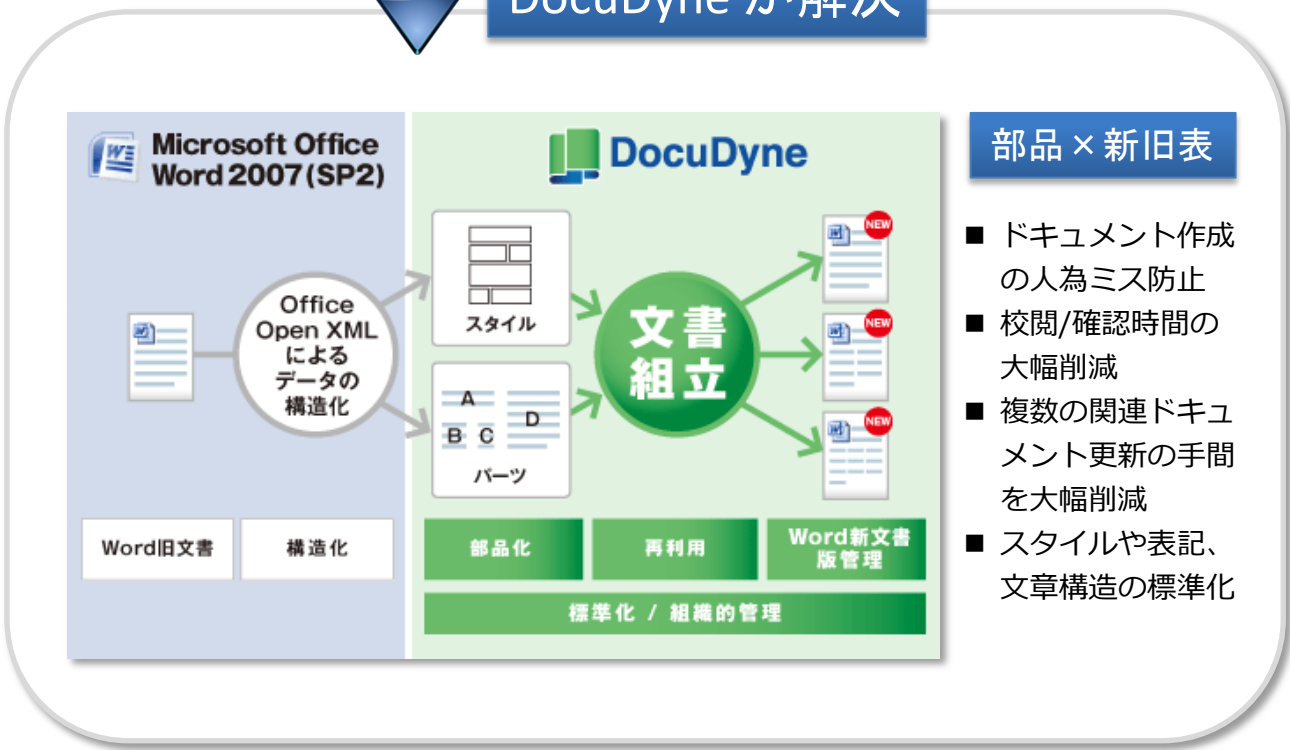 DocuDyne が解決
Microsoft Office
Word 2007(SP2)
DocuDyne
Office
Open XML
による
データの
構造化
スタイル
A
B C
D
パーツ
文書
組立
NEW
NEW
NEW
Word旧文書
構造化
部品化
再利用
Word新文書
版管理
標準化 / 組織的管理
部品×新旧表
■ ドキュメント作成
の人為ミス防止
■ 校閲/確認時間の
大幅削減
■ 複数の関連ドキュ
メント更新の手間
を大幅削減
■ スタイルや表記、
文章構造の標準化